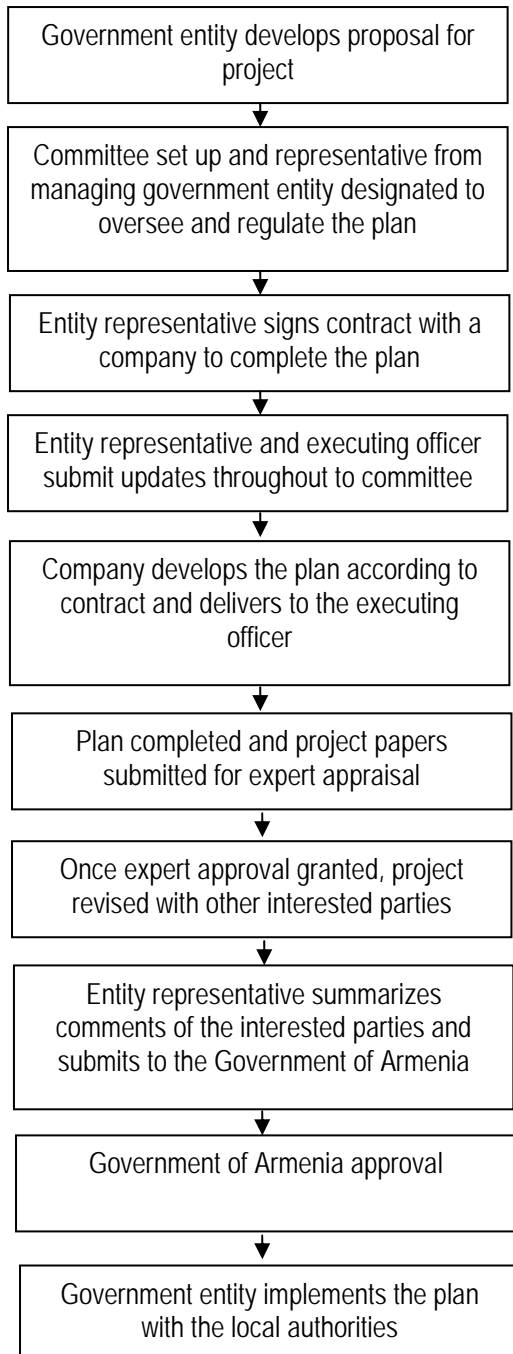 Government entity develops proposal for
project
Committee set up and representative from
managing government entity designated to
oversee and regulate the plan
Entity representative signs contract with a
company to complete the plan
Entity representative and executing officer
submit updates throughout to committee
Company develops the plan according to
contract and delivers to the executing
officer
Plan completed and project papers
submitted for expert appraisal
Once expert approval granted, project
revised with other interested parties
Entity representative summarizes
comments of the interested parties and
submits to the Government of Armenia
Government of Armenia approval
Government entity implements the plan
with the local authorities